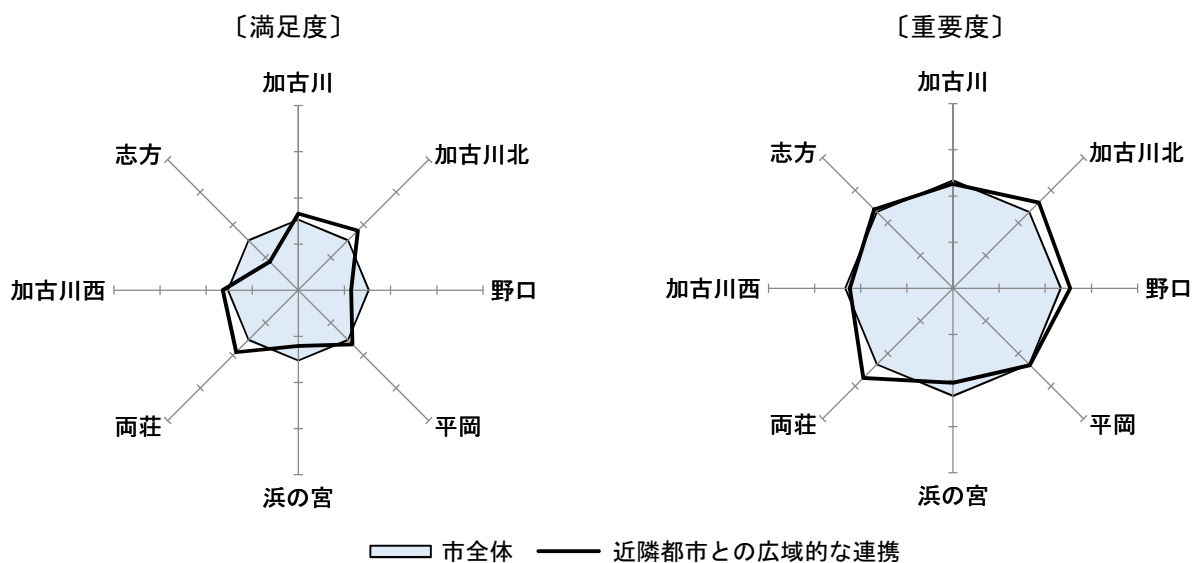 〔満足度〕
加古川
加古川北
野口
平岡
浜の宮
両荘
加古川西
志方
〔重要度〕
加古川
加古川北
野口
平岡
浜の宮
両荘
加古川西
志方
市全体
近隣都市との広域的な連携